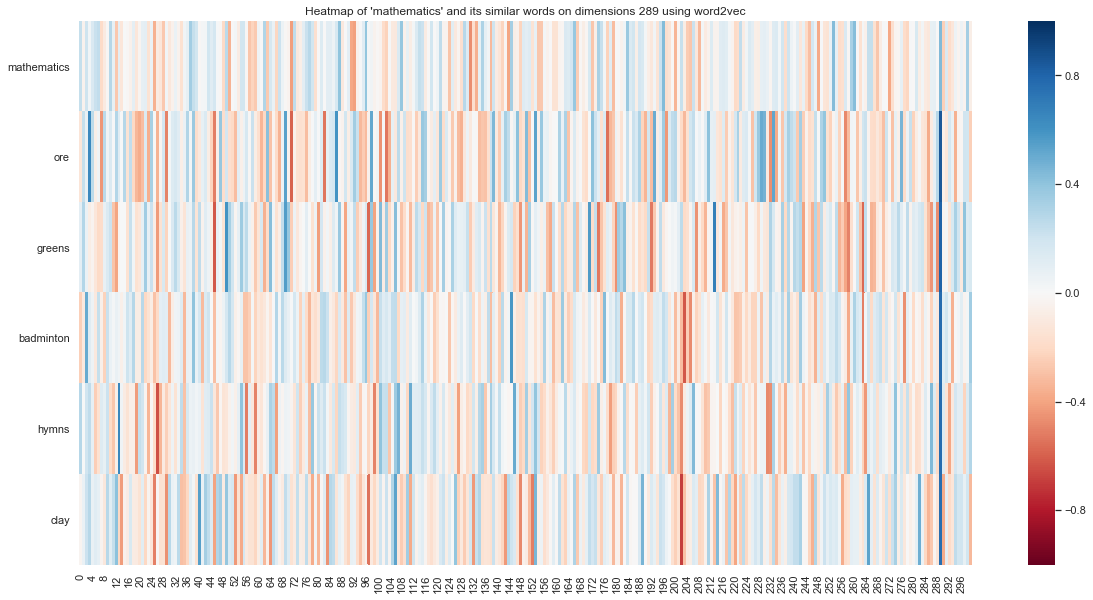 Heatmap of 'mathematics' and its similar words on dimensions 289 using word2vec
mathematics
ore
greens
badminton
hymns
clay
0.8
0.4
0.0
−0.4
−0.8
0 4 8 12 16 20 24 28 32 36 40 44 48 52 56 60 64 68 72 76 80 84 88 92 96 100 104 108 112 116 120 124 128 132 136 140 144 148 152 156 160 164 168 172 176 180 184 188 192 196 200 204 208 212 216 220 224 228 232 236 240 244 248 252 256 260 264 268 272 276 280 284 288 292 296